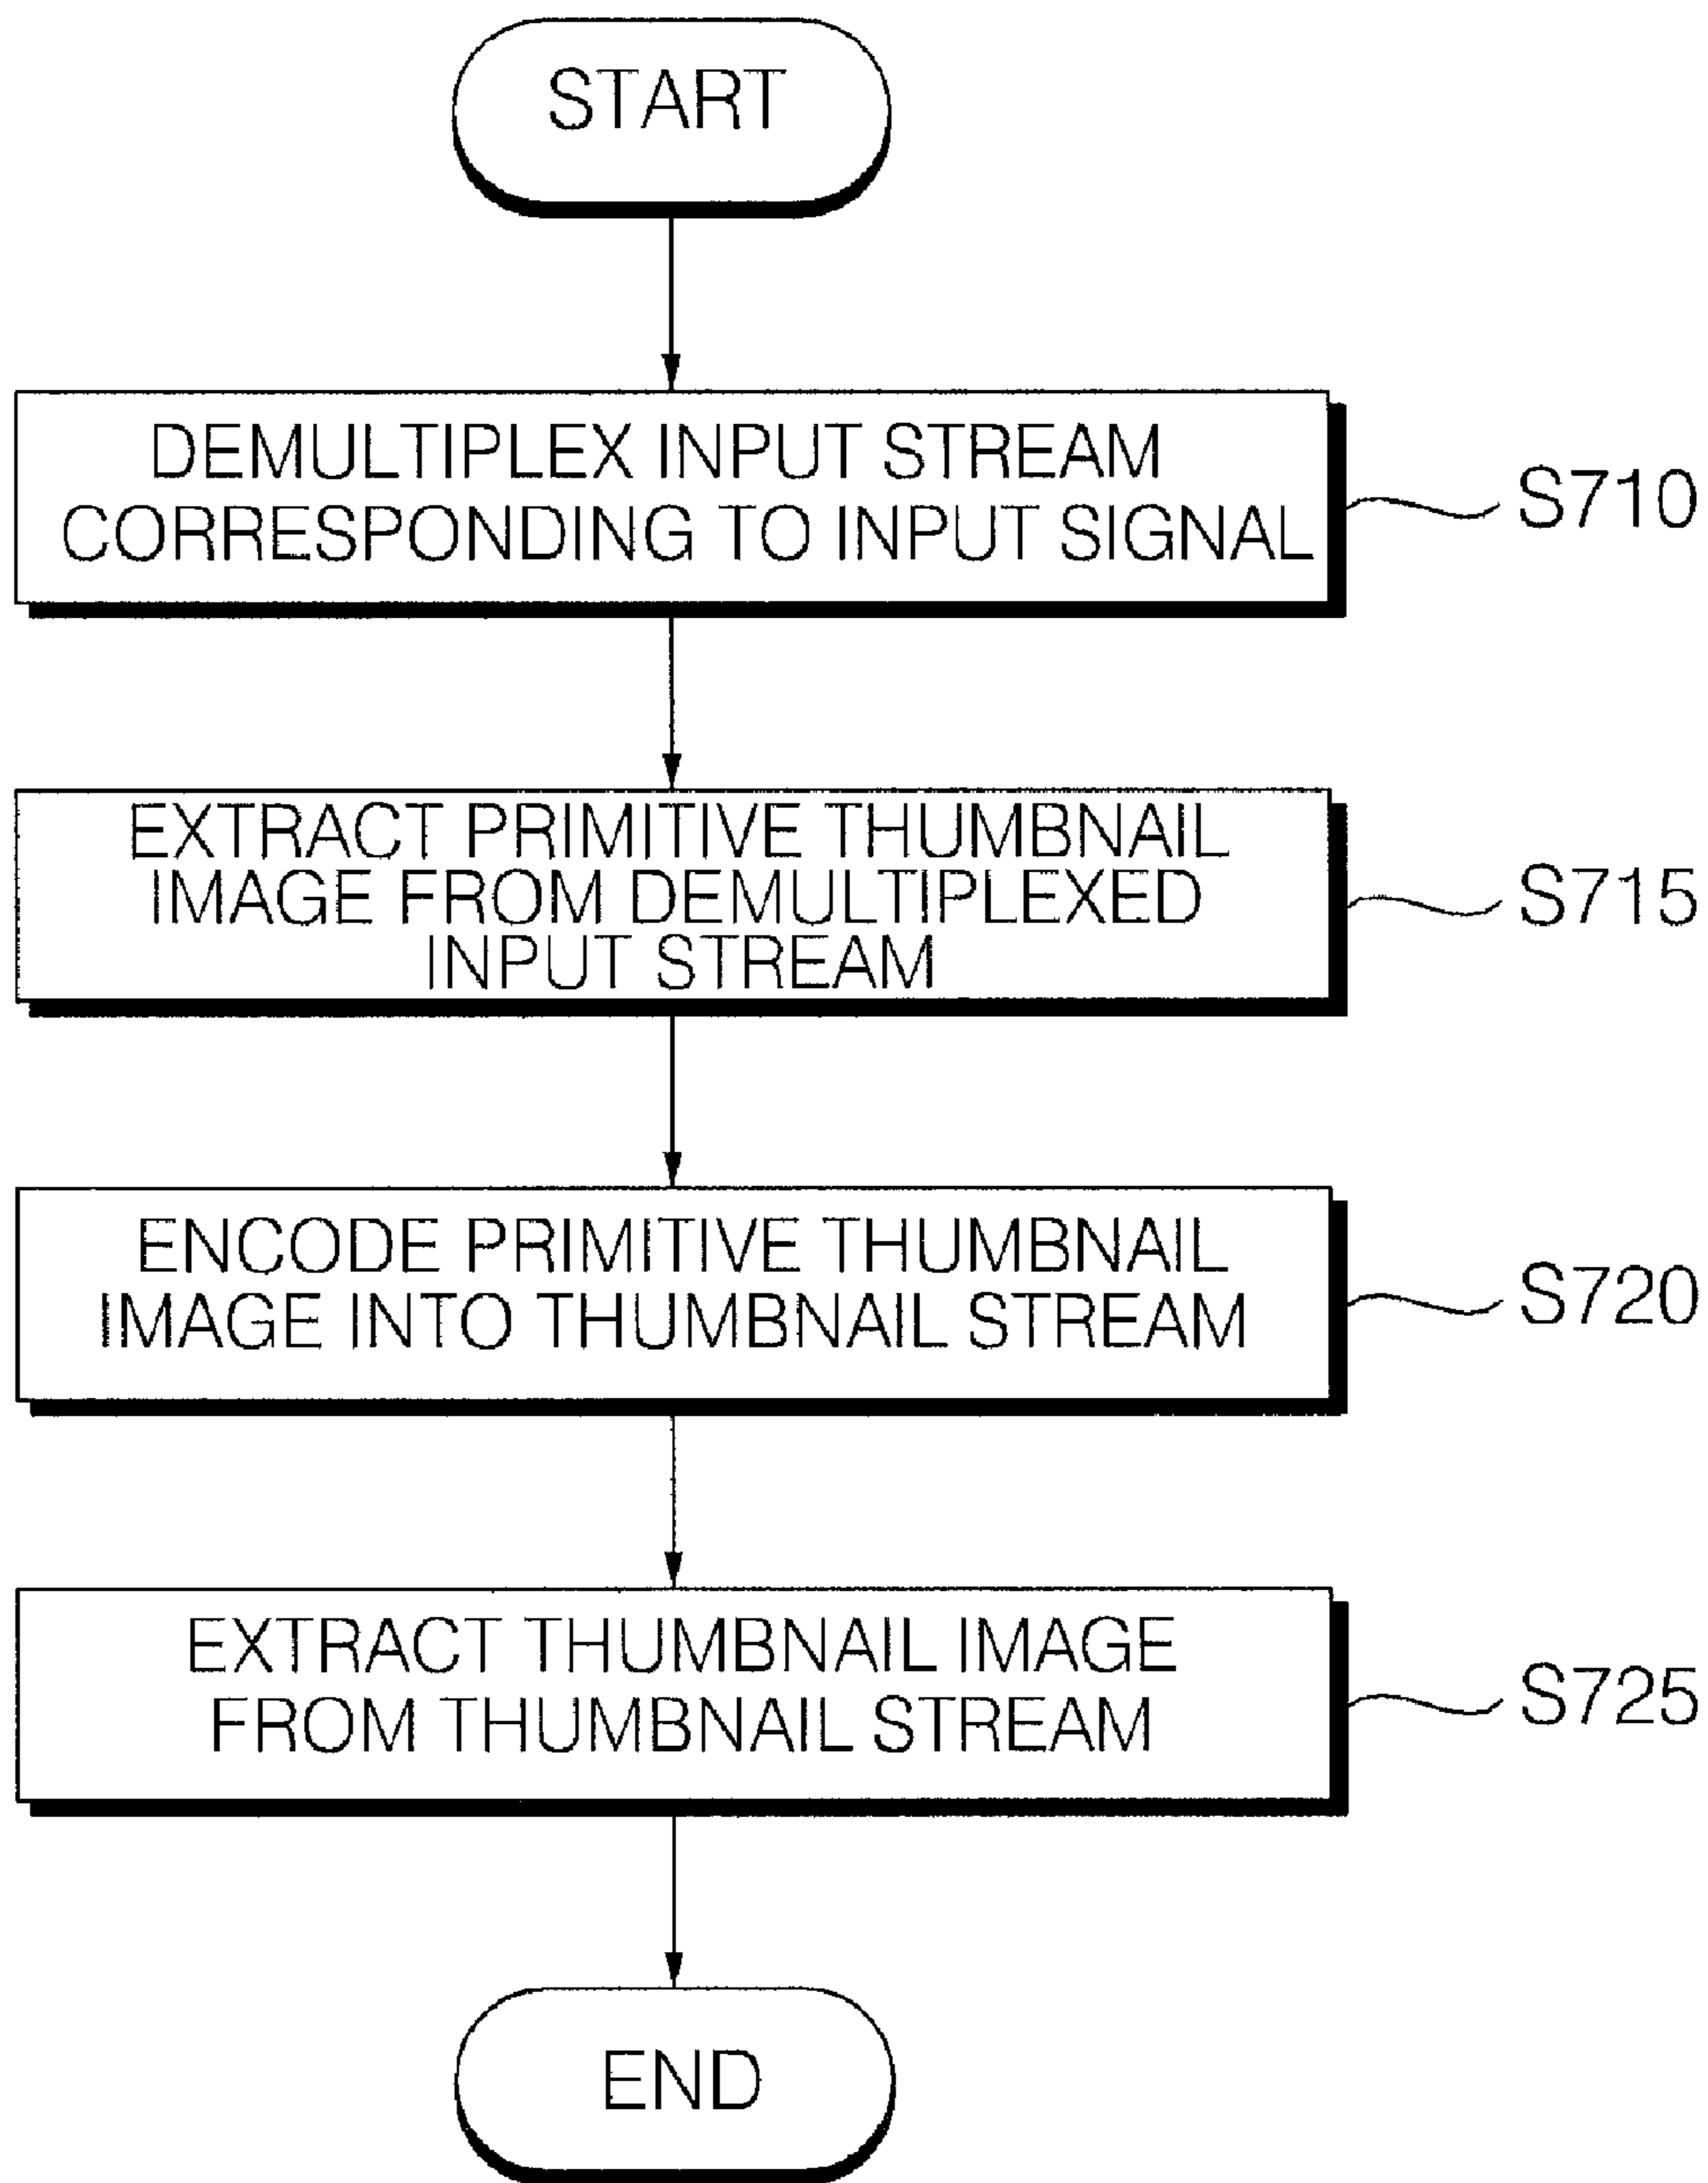 START
DEMULTIPLEX INPUT STREAM
CORRESPONDING TO INPUT SIGNAL
S710
EXTRACT PRIMITIVE THUMBNAIL
IMAGE FROM DEMULTIPLEXED
INPUT STREAM
S715
ENCODE PRIMITIVE THUMBNAIL
IMAGE INTO THUMBNAIL STREAM
S720
EXTRACT THUMBNAIL IMAGE
FROM THUMBNAIL STREAM
S725
END